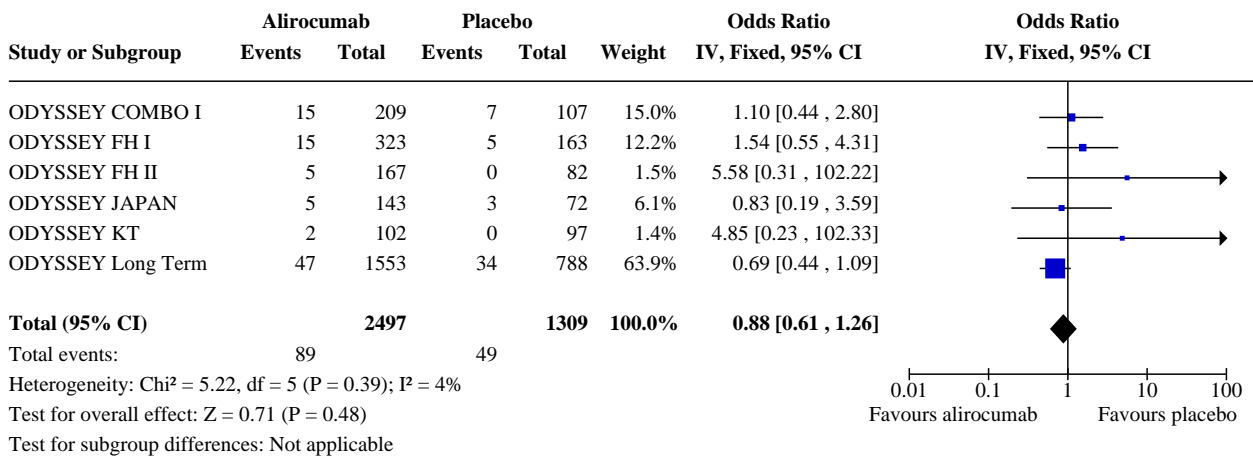 Alirocumab Placebo Odds Ratio Odds Ratio
Study or Subgroup Events Total Events Total Weight IV, Fixed, 95% CI IV, Fixed, 95% CI
ODYSSEY COMBO I 15 209 7 107 15.0% 1.10 [0.44 , 2.80]
ODYSSEY FH I 15 323 5 163 12.2% 1.54 [0.55 , 4.31]
ODYSSEY FH II 5 167 0 82 1.5% 5.58 [0.31 , 102.22]
ODYSSEY JAPAN 5 143 3 72 6.1% 0.83 [0.19 , 3.59]
ODYSSEY KT 2 102 0 97 1.4% 4.85 [0.23 , 102.33]
ODYSSEY Long Term 47 1553 34 788 63.9% 0.69 [0.44 , 1.09]
Total (95% CI) 2497 1309 100.0% 0.88 [0.61 , 1.26]
Total events: 89 49
Heterogeneity: Chi² = 5.22, df = 5 (P = 0.39); I² = 4%
0.01 0.1 1 10 100
Test for overall effect: Z = 0.71 (P = 0.48)
Favours alirocumab Favours placebo
Test for subgroup differences: Not applicable